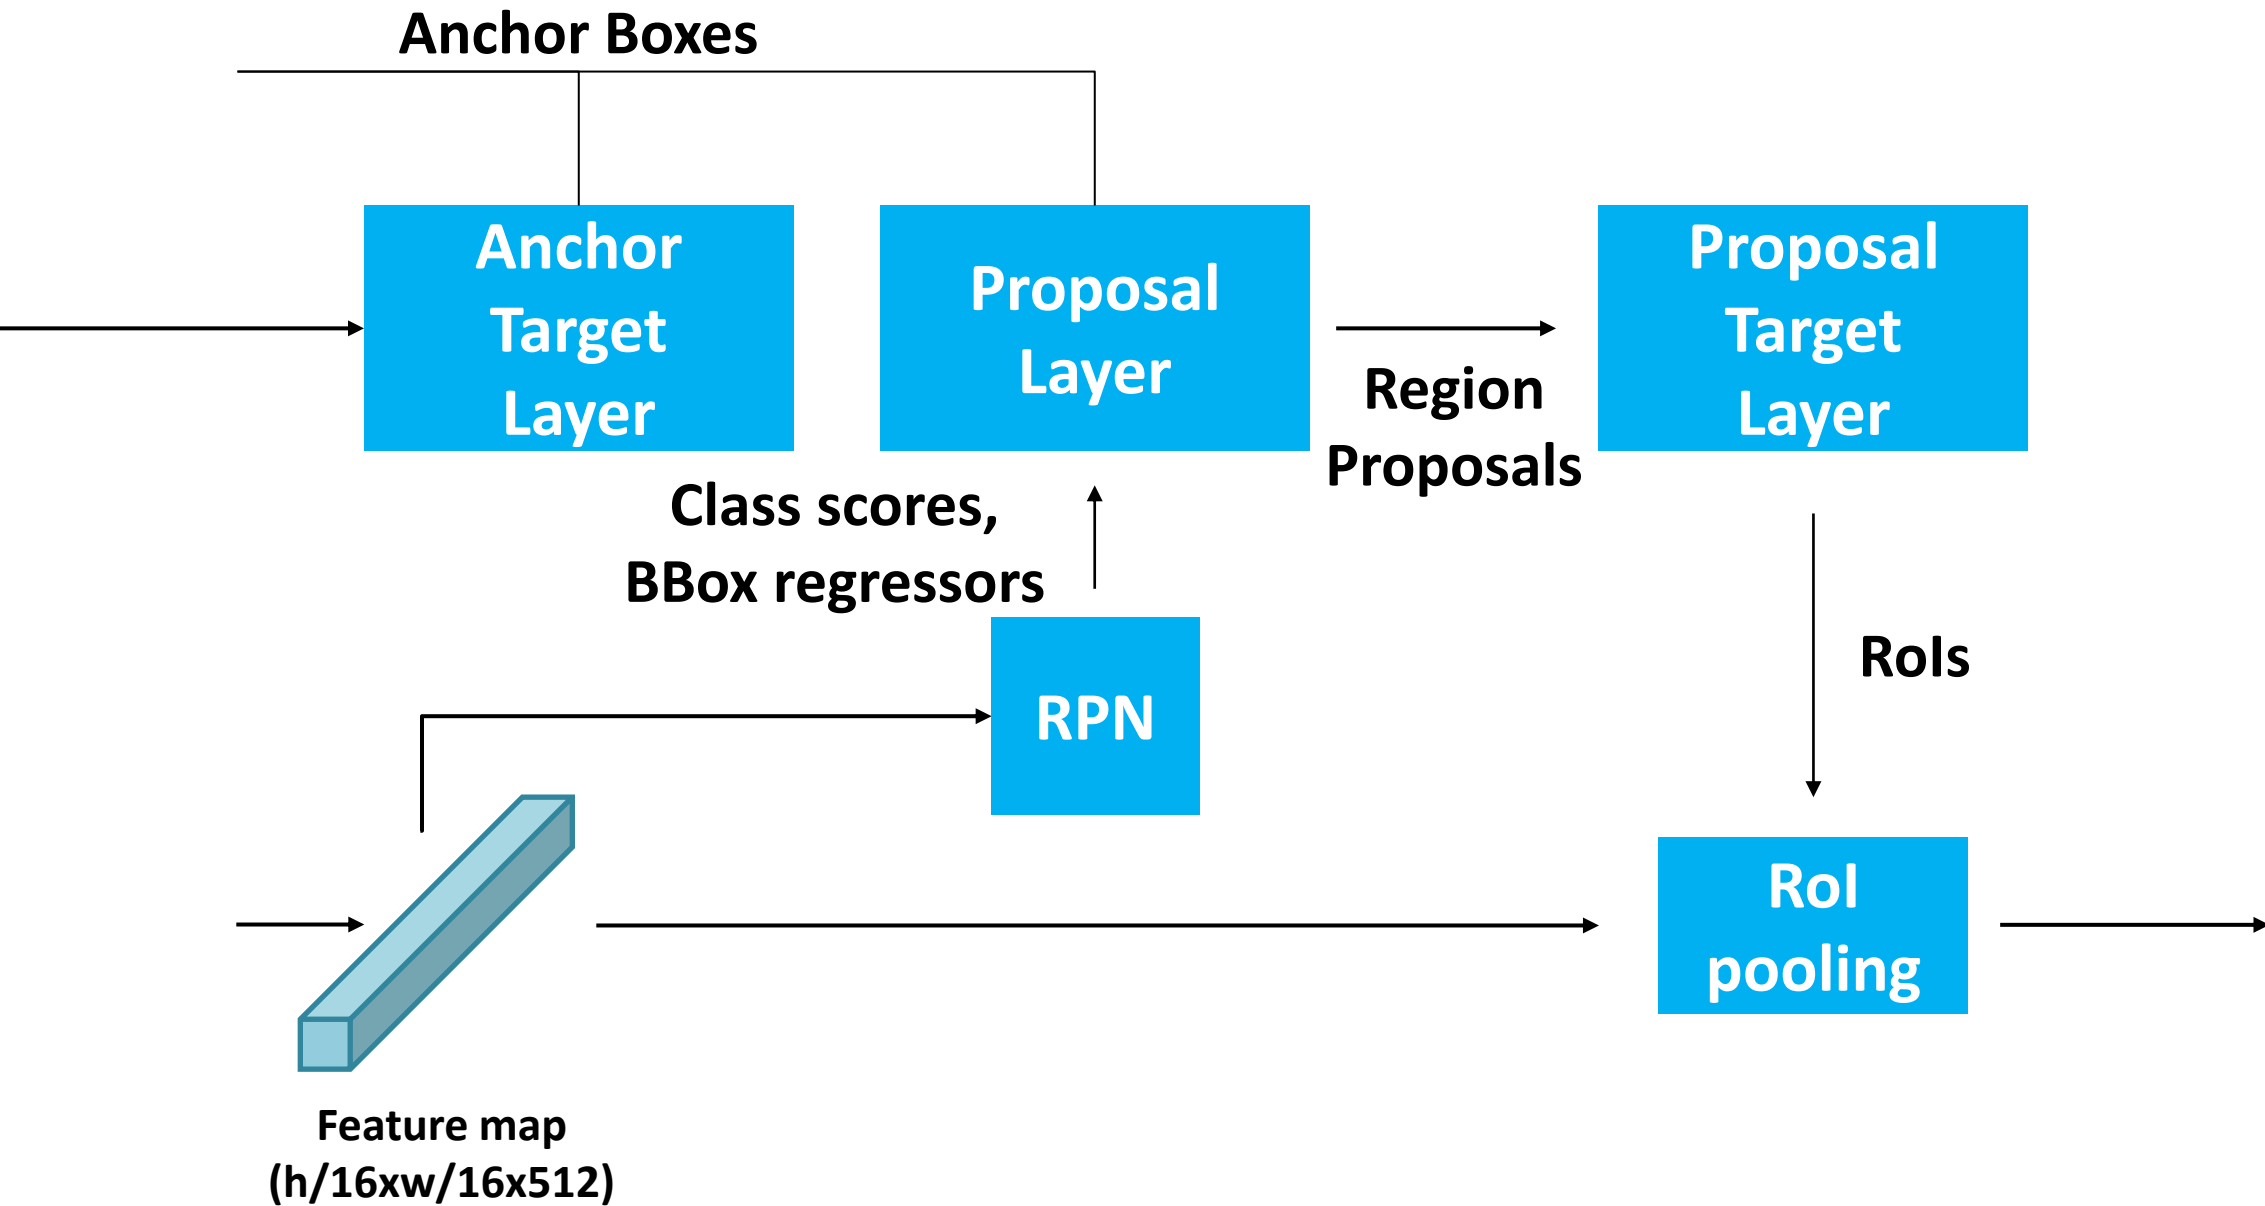 Anchor Boxes
Anchor
Target
Layer
Proposal
Layer
Region
Proposals
Proposal
Target
Layer
Class scores,
BBox regressors
RPN
RoIs
RoI
pooling
Feature map
(h/16xw/16x512)